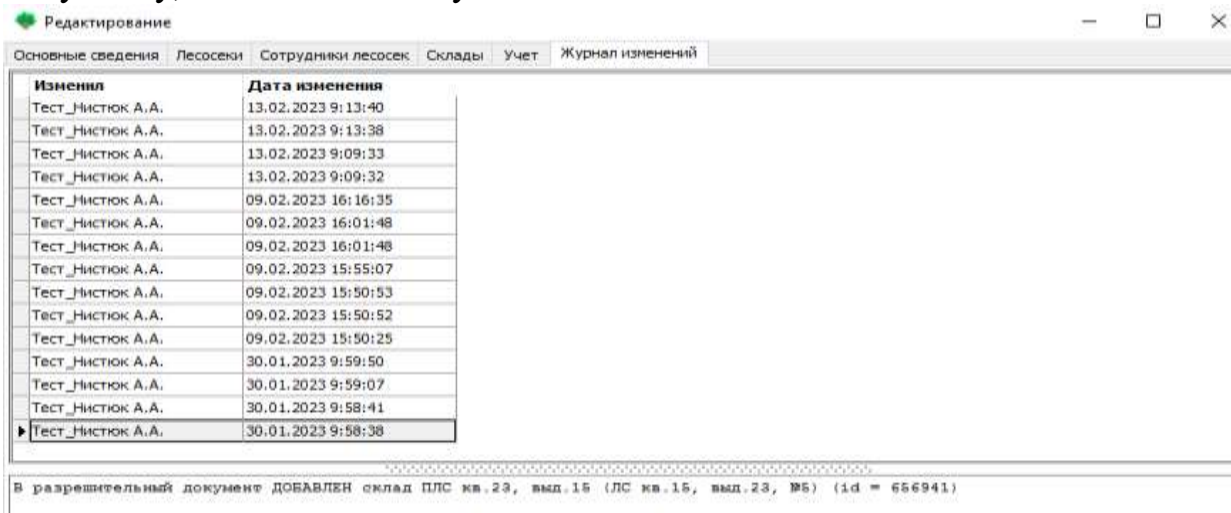 Редактирование
Основные сведения Лесосеки Сотрудники лесосек Склады Учет Журнал изменений
Изменил Дата изменения
Тест_Нистюк А.А. 13.02.2023 9:13:40
Тест_Нистюк А.А. 13.02.2023 9:13:38
Тест_Нистюк А.А. 13.02.2023 9:09:33
Тест_Нистюк А.А. 13.02.2023 9:09:32
Тест_Нистюк А.А. 09.02.2023 16:16:35
Тест_Нистюк А.А. 09.02.2023 16:01:48
Тест_Нистюк А.А. 09.02.2023 16:01:48
Тест_Нистюк А.А. 09.02.2023 15:55:07
Тест_Нистюк А.А. 09.02.2023 15:50:53
Тест_Нистюк А.А. 09.02.2023 15:50:52
Тест_Нистюк А.А. 09.02.2023 15:50:25
Тест_Нистюк А.А. 30.01.2023 9:59:50
Тест_Нистюк А.А. 30.01.2023 9:59:07
Тест_Нистюк А.А. 30.01.2023 9:58:41
Тест_Нистюк А.А. 30.01.2023 9:58:38
В разрешительный документ ДОБАВЛЕН склад ПЛС кв.23, выд.15 (ЛС кв.15, выд.23, №5) (id = 656941)